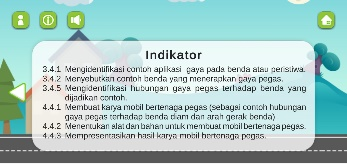 Indikator
3.4.1 Mengidentifikasi contoh aplikasi gaya pada benda atau peristiwa.
3.4.2 Menyebutkan contoh benda yang menerapkan gaya pegas.
3.4.5 Mengidentifikasi hubungan gaya pegas terhadap benda yang
dijadikan contoh.
4.4.1 Membuat karya mobil bertenaga pegas (sebagai contoh hubungan
gaya pegas terhadap benda diam dan arah gerak benda)
4.4.2 Menentukan alat dan bahan untuk membuat mobil bertenaga pegas.
4.4.3 Mempresentasikan hasil karya mobil bertenaga pegas.